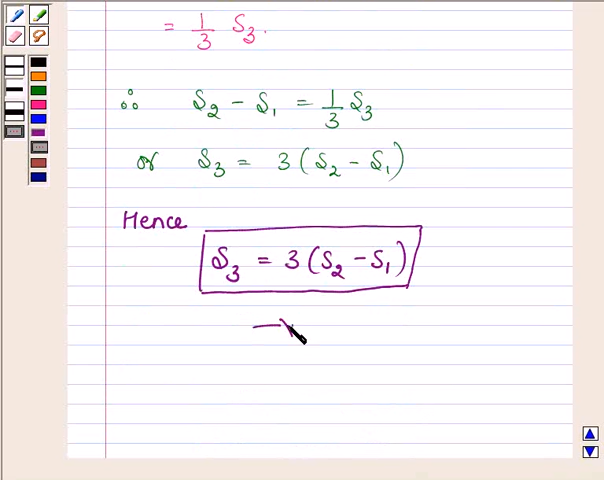 = 1/3 S₃.
∴ S₂ - S₁ = 1/3 S₃
or S₃ = 3(S₂ - S₁)
Hence
S₃ = 3(S₂ - S₁)